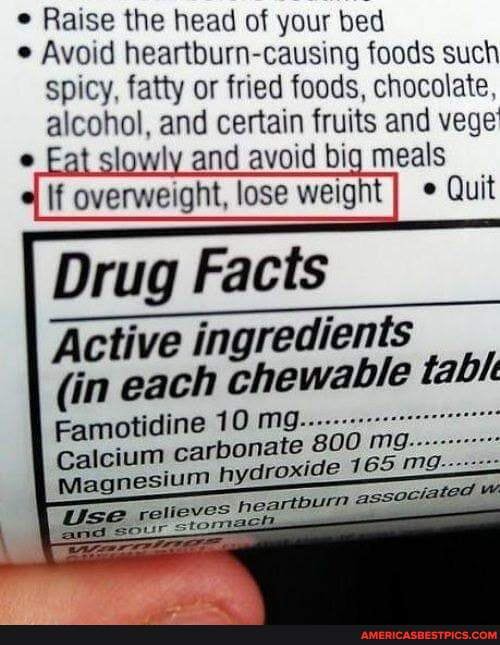 • Raise the head of your bed
• Avoid heartburn-causing foods such
spicy, fatty or fried foods, chocolate,
alcohol, and certain fruits and veget
• Eat slowly and avoid big meals
• If overweight, lose weight • Quit
Drug Facts
Active ingredients
(in each chewable table
Famotidine 10 mg..................
Calcium carbonate 800 mg............
Magnesium hydroxide 165 mg........
Use relieves heartburn associated w
and sour stomach
Warnings
AMERICASBESTPICS.COM